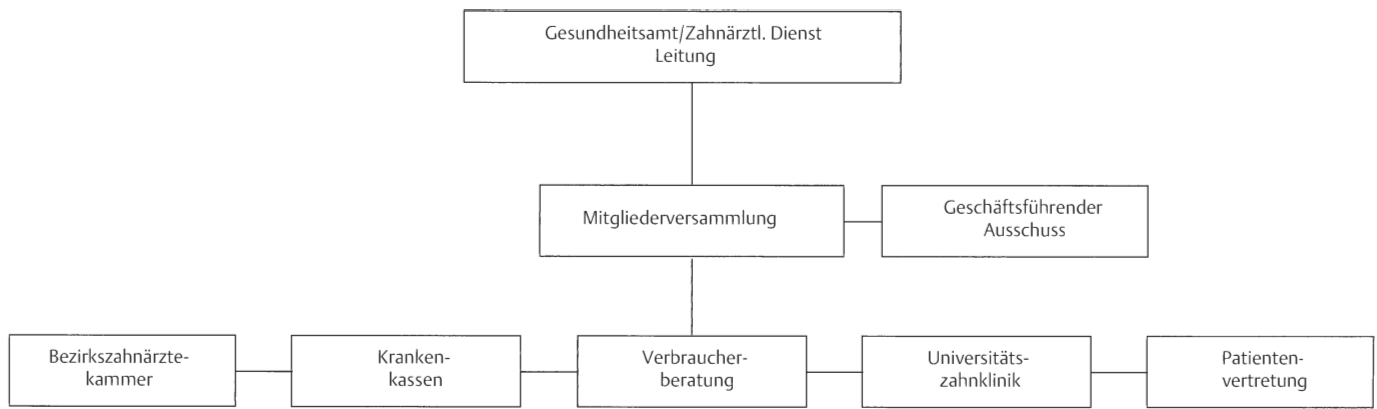 Gesundheitsamt/Zahnärztl. Dienst
Leitung
Mitgliederversammlung
Geschäftsführender
Ausschuss
Bezirkszahnärzte-
kammer
Kranken-
kassen
Verbraucher-
beratung
Universitäts-
zahnklinik
Patienten-
vertretung